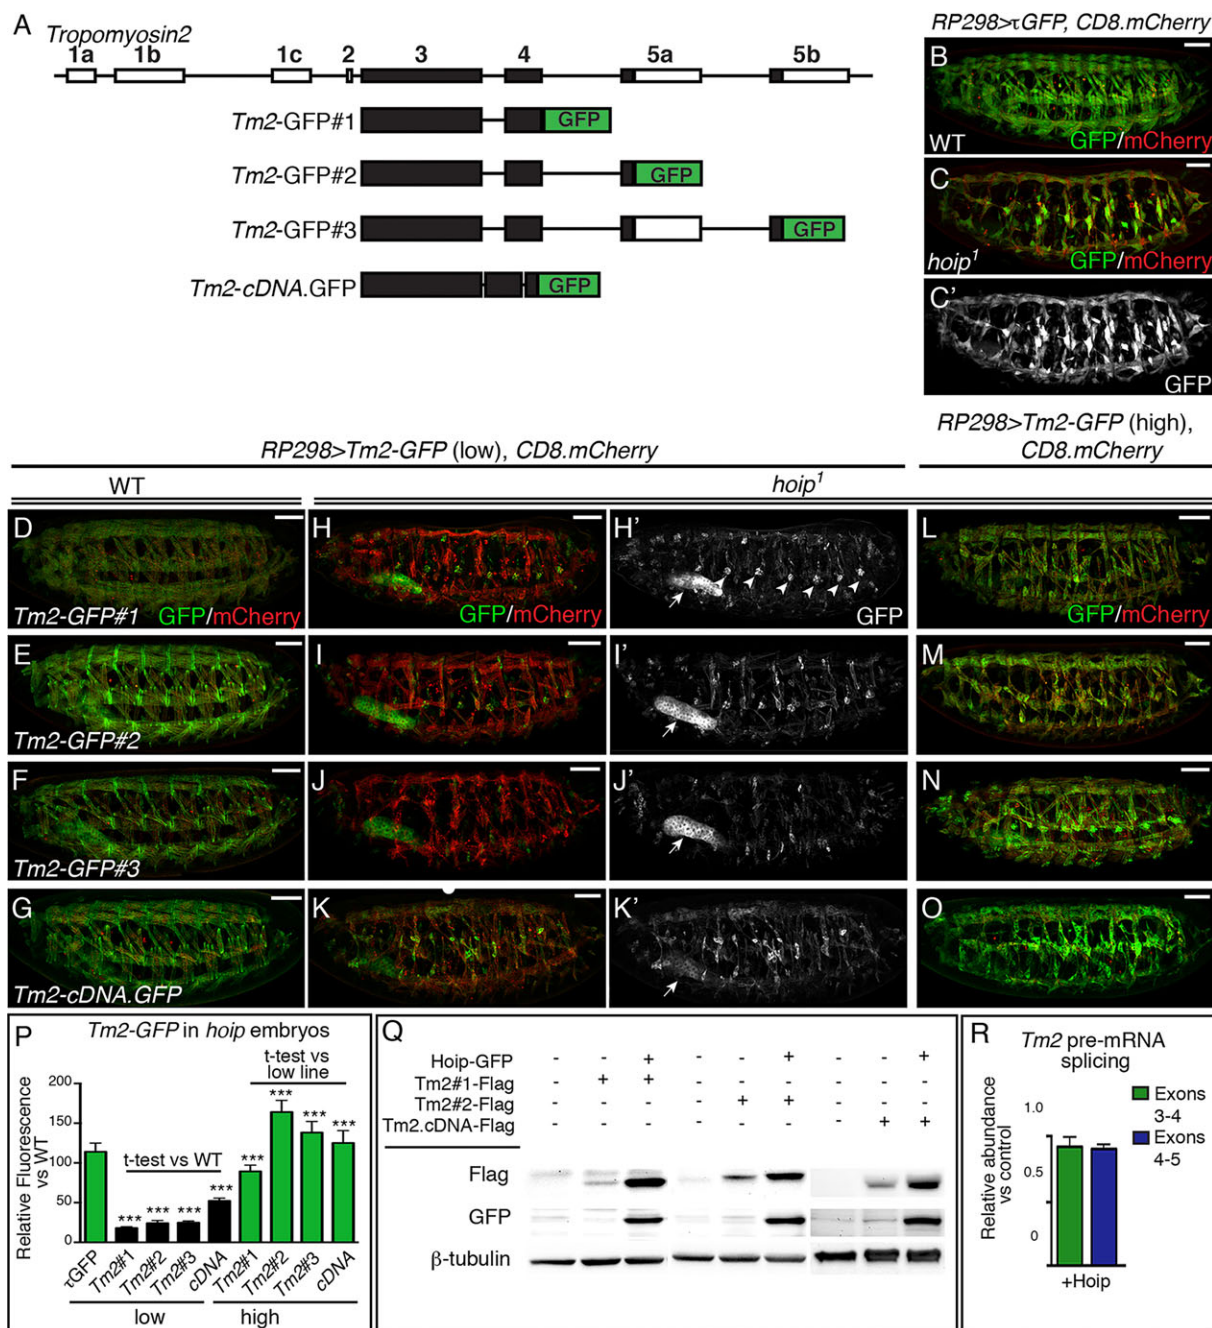 A
Tropomyosin2
1a 1b 1c 2 3 4 5a 5b
Tm2-GFP#1
GFP
Tm2-GFP#2
GFP
Tm2-GFP#3
GFP
Tm2-cDNA.GFP
GFP
RP298>τGFP, CD8.mCherry
B
WT
GFP/mCherry
C
hoip1
GFP/mCherry
C'
GFP
RP298>Tm2-GFP (low), CD8.mCherry
RP298>Tm2-GFP (high),
CD8.mCherry
WT
hoip1
D
Tm2-GFP#1
GFP/mCherry
H
GFP/mCherry
H'
GFP
L
GFP/mCherry
E
Tm2-GFP#2
I
I'
M
F
Tm2-GFP#3
J
J'
N
G
Tm2-cDNA.GFP
K
K'
O
P
Tm2-GFP in hoip embryos
Relative Fluorescence
vs WT
200
150
100
50
0
t-test vs WT
t-test vs
low line
*** *** *** *** *** *** *** ***
τGFP Tm2#1 Tm2#2 Tm2#3 cDNA Tm2#1 Tm2#2 Tm2#3 cDNA
low high
Q
Hoip-GFP - - + - - + - +
Tm2#1-Flag - + +
Tm2#2-Flag - + +
Tm2.cDNA-Flag - + +
Flag
GFP
β-tubulin
R
Tm2 pre-mRNA
splicing
Relative abundance
vs control
1.0
0.5
0
Exons
3-4
Exons
4-5
+Hoip